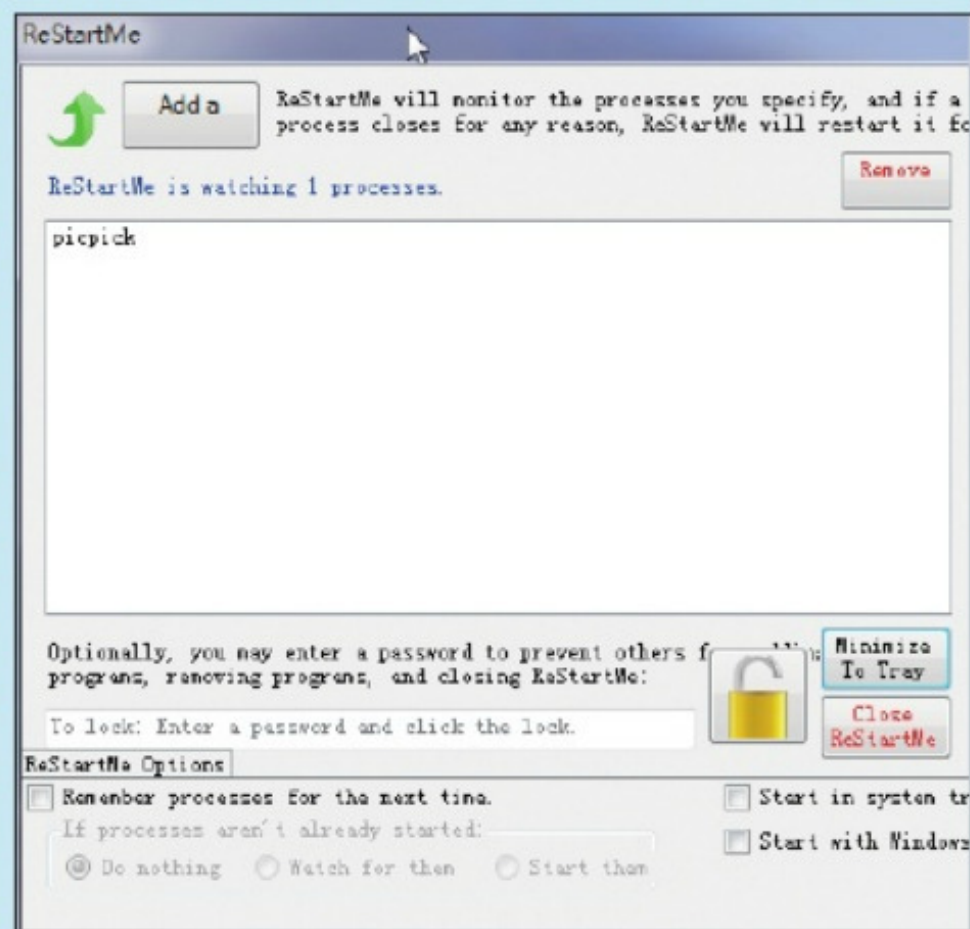 ReStartMe
Add a
ReStartMe will monitor the processes you specify, and if a
process closes for any reason, ReStartMe will restart it fo
Remove
ReStartMe is watching 1 processes.
picpick
Optionally, you may enter a password to prevent others
programs, removing programs, and closing ReStartMe:
Minimize
To Tray
To lock: Enter a password and click the lock.
Close
ReStartMe
ReStartMe Options
Remember processes for the next time.
Start in system tr
If processes aren't already started:
Start with Windows
Do nothing
Watch for them
Start them